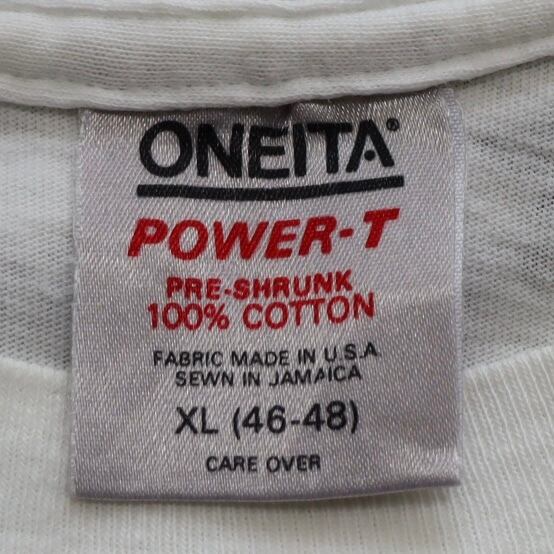 ONEITA®
POWER-T
PRE-SHRUNK
100% COTTON
FABRIC MADE IN U.S.A.
SEWN IN JAMAICA
XL (46-48)
CARE OVER